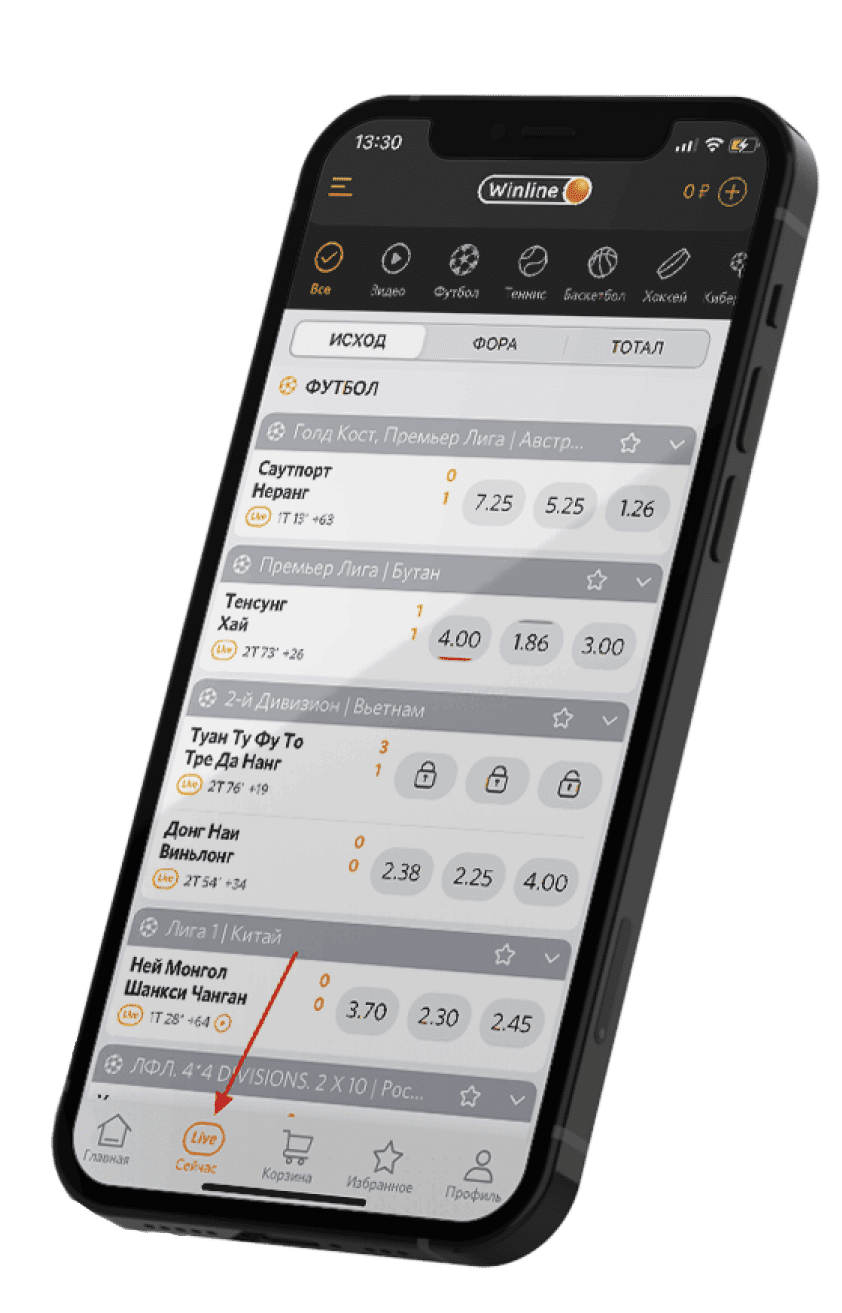 13:30
Winline
0 ₽
Все
Видео
Футбол
Теннис
Баскетбол
Хоккей
Кибер
ИСХОД
ФОРА
ТОТАЛ
ФУТБОЛ
Голд Кост, Премьер Лига | Австр...
Саутпорт
0
Неранг
1
7.25
5.25
1.26
Live 1Т 13' +63
Премьер Лига | Бутан
Тенсунг
1
Хай
1
4.00
1.86
3.00
Live 2Т 73' +26
2-й Дивизион | Вьетнам
Туан Ту Фу То
3
Тре Да Нанг
1
Live 2Т 76' +19
Донг Наи
0
Виньлонг
0
2.38
2.25
4.00
Live 2Т 54' +34
Лига 1 | Китай
Ней Монгол
0
Шанкси Чанган
0
3.70
2.30
2.45
Live 1Т 28' +64
ЛФЛ. 4*4 DIVISIONS. 2 X 10 | Рос...
Главная
Live
Сейчас
Корзина
Избранное
Профиль